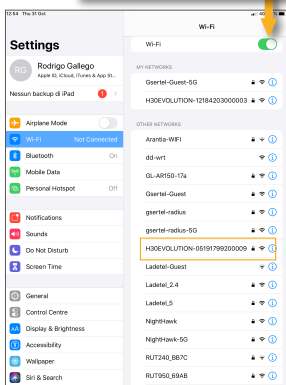 12:54 Thu 31 Oct
40
Settings
RG
Rodrigo Gallego
Apple ID, iCloud, iTunes & App St...
Nessun backup di iPad 1
Airplane Mode
Wi-Fi Not Connected
Bluetooth On
Mobile Data
Personal Hotspot Off
Notifications
Sounds
Do Not Disturb
Screen Time
General
Control Centre
AA Display & Brightness
Accessibility
Wallpaper
Siri & Search
Wi-Fi
Wi-Fi
MY NETWORKS
Gsertel-Guest-5G
H30EVOLUTION-12184203000003
OTHER NETWORKS
Arantia-WIFI
dd-wrt
GL-AR150-17a
Gsertel-Guest
gsertel-radius
gsertel-radius-5G
H30EVOLUTION-05191799200009
Ladetel-Guest
Ladetel_2.4
Ladetel_5
NightHawk
NightHawk-5G
RUT240_BB7C
RUT950_69AB